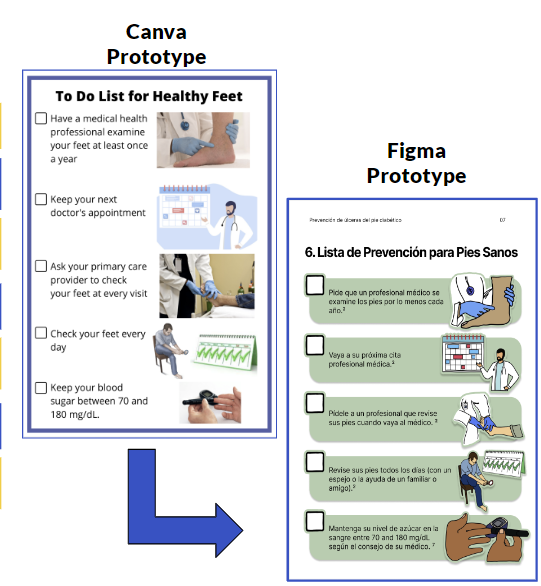 Canva
Prototype
To Do List for Healthy Feet
Have a medical health
professional examine
your feet at least once
a year
Keep your next
doctor's appointment
Ask your primary care
provider to check
your feet at every visit
Check your feet every
day
Keep your blood
sugar between 70 and
180 mg/dL.
Figma
Prototype
Prevención de úlceras del pie diabético 07
6. Lista de Prevención para Pies Sanos
Pide que un profesional médico se
examine los pies por lo menos cada
año.³
Vaya a su próxima cita
profesional médica.³
Pídele a un profesional que revise
sus pies cuando vaya al médico. ³
Revise sus pies todos los días (con un
espejo o la ayuda de un familiar o
amigo).²
Mantenga su nivel de azúcar en la
sangre entre 70 and 180 mg/dL
según el consejo de su médico. ⁷